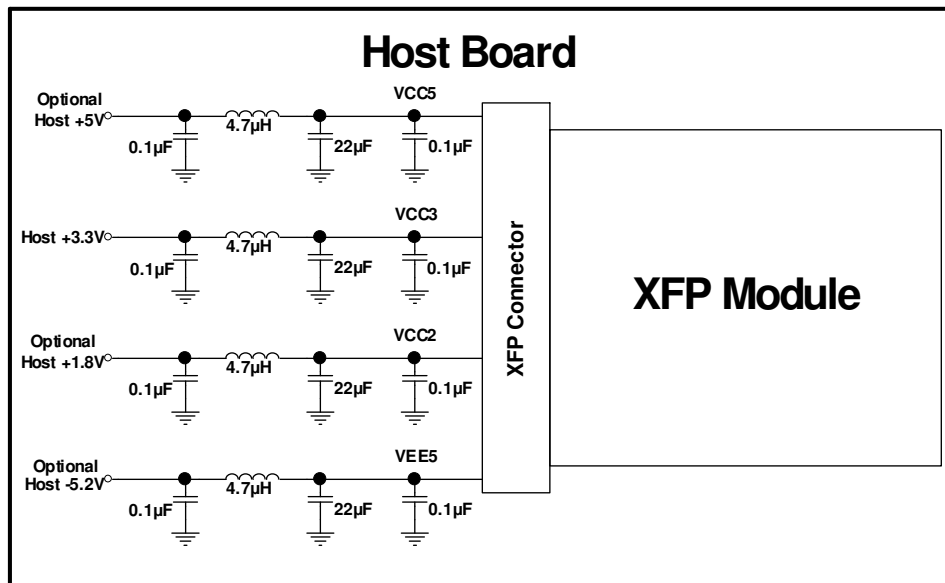 Host Board
Optional
Host +5V
VCC5
4.7µH
0.1µF
22µF
0.1µF
Host +3.3V
VCC3
4.7µH
0.1µF
22µF
0.1µF
Optional
Host +1.8V
VCC2
4.7µH
0.1µF
22µF
0.1µF
Optional
Host -5.2V
VEE5
4.7µH
0.1µF
22µF
0.1µF
XFP Connector
XFP Module